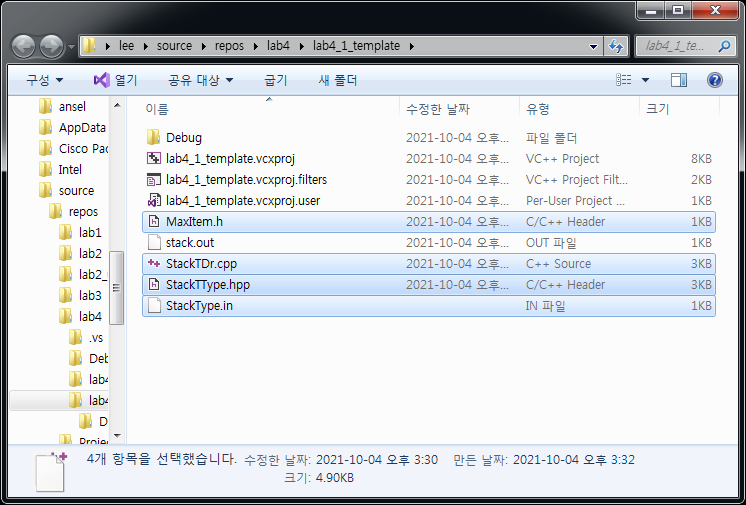 lee ▸ source ▸ repos ▸ lab4 ▸ lab4_1_template ▸
lab4_1_te...
구성 열기 공유 대상 굽기 새 폴더
ansel
AppData
Cisco Pac
Intel
source
repos
lab1
lab2
lab2_
lab3
lab4
.vs
Deb
lab4
lab4
D
Projec
이름 수정한 날짜 유형 크기
Debug 2021-10-04 오후... 파일 폴더
lab4_1_template.vcxproj 2021-10-04 오후... VC++ Project 8KB
lab4_1_template.vcxproj.filters 2021-10-04 오후... VC++ Project Filt... 2KB
lab4_1_template.vcxproj.user 2021-10-04 오후... Per-User Project ... 1KB
MaxItem.h 2021-10-04 오후... C/C++ Header 1KB
stack.out 2021-10-04 오후... OUT 파일 1KB
StackTDr.cpp 2021-10-04 오후... C++ Source 3KB
StackTType.hpp 2021-10-04 오후... C/C++ Header 3KB
StackType.in 2021-10-04 오후... IN 파일 1KB
4개 항목을 선택했습니다. 수정한 날짜: 2021-10-04 오후 3:30 만든 날짜: 2021-10-04 오후 3:32
크기: 4.90KB